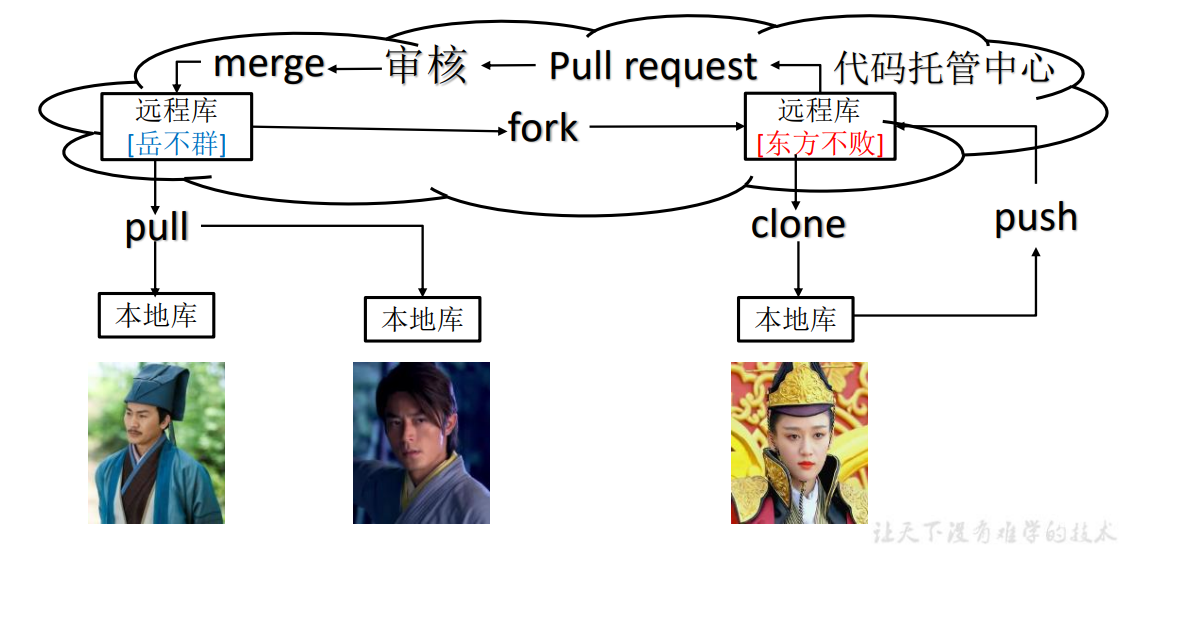 merge
审核
Pull request
代码托管中心
远程库
[岳不群]
fork
远程库
[东方不败]
pull
clone
push
本地库
本地库
本地库
让天下没有难学的技术